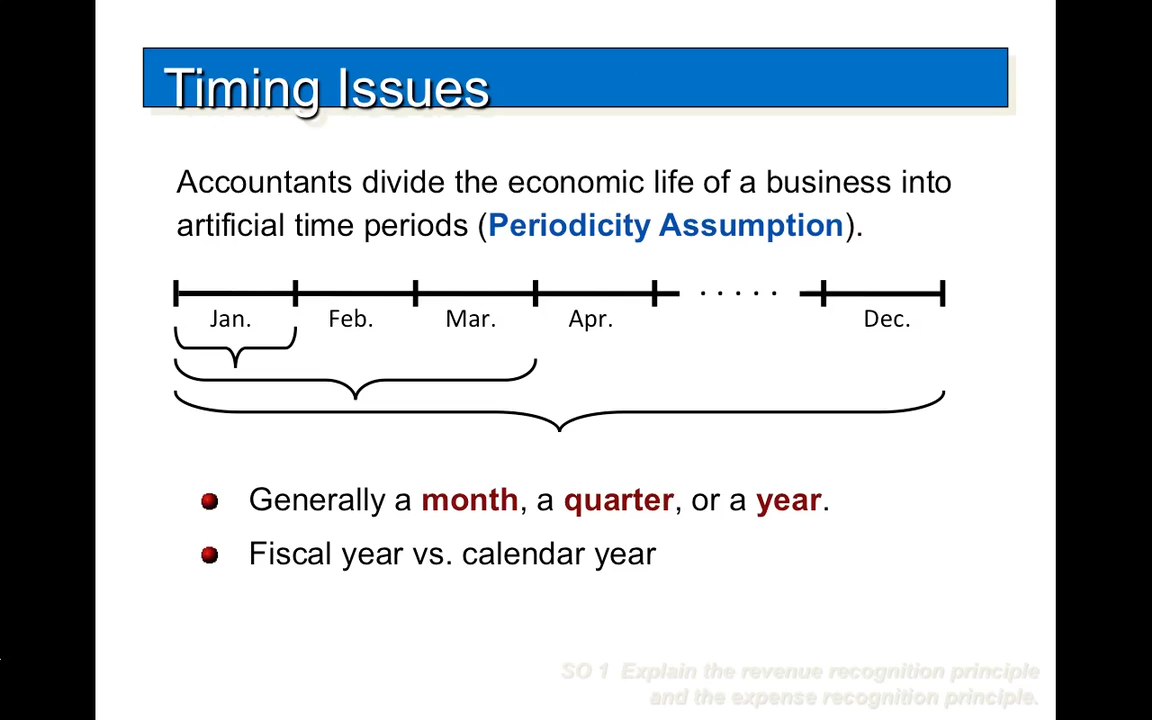 Timing Issues
Accountants divide the economic life of a business into
artificial time periods (Periodicity Assumption).
. . . . .
Jan. Feb. Mar. Apr. Dec.
Generally a month, a quarter, or a year.
Fiscal year vs. calendar year
SO 1 Explain the revenue recognition principle
and the expense recognition principle.